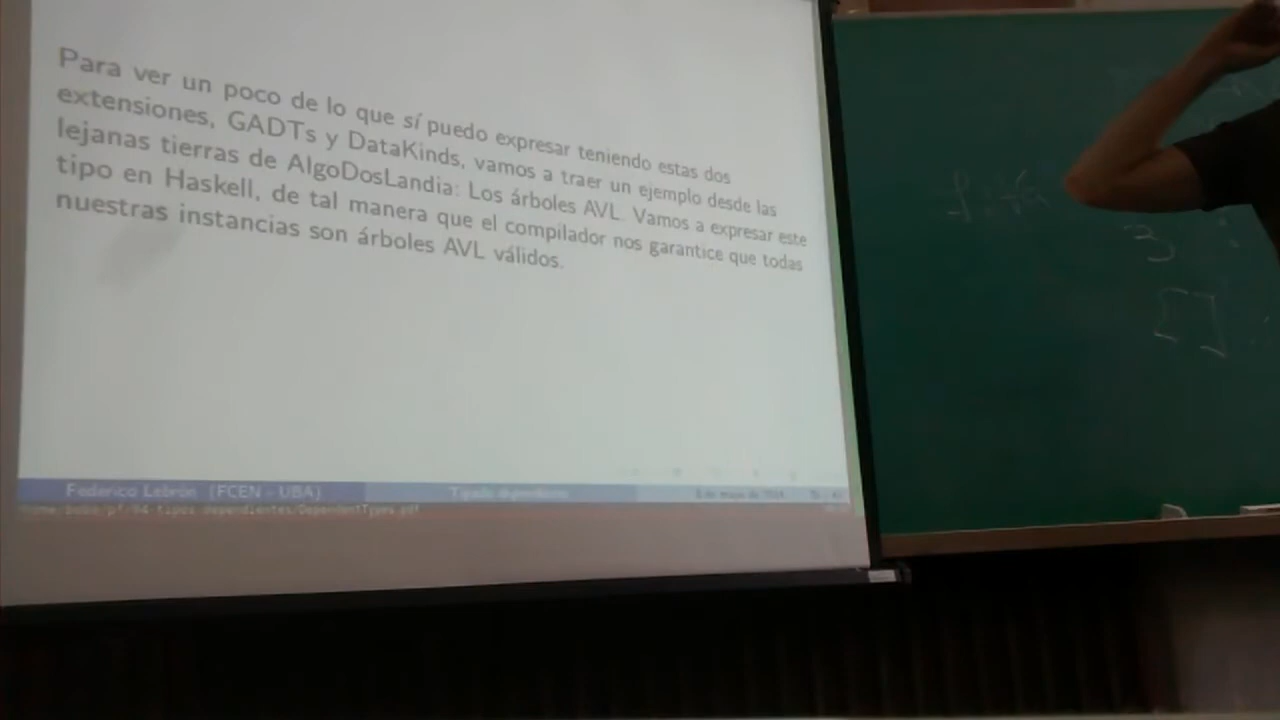 Para ver un poco de lo que sí puedo expresar teniendo estas dos
extensiones, GADTs y DataKinds, vamos a traer un ejemplo desde las
lejanas tierras de AlgoDosLandia: Los árboles AVL. Vamos a expresar este
tipo en Haskell, de tal manera que el compilador nos garantice que todas
nuestras instancias son árboles AVL válidos.
Federico Lebrón (FCEN - UBA)
3
[]